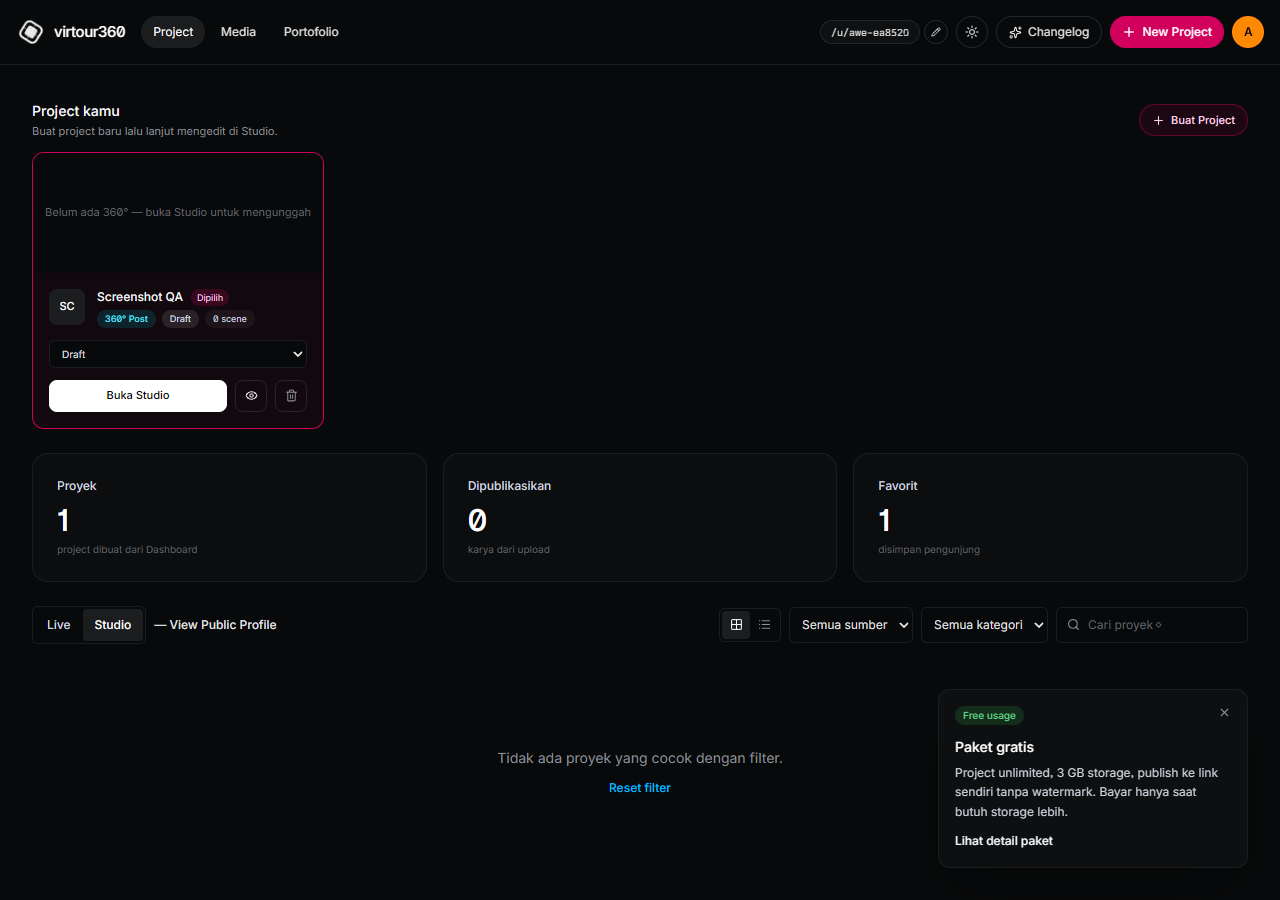 virtour360
Project
Media
Portofolio
/u/awe-ea8520
Changelog
+ New Project
A
Project kamu
Buat project baru lalu lanjut mengedit di Studio.
+ Buat Project
Belum ada 360° — buka Studio untuk mengunggah
SC
Screenshot QA
Dipilih
360° Post
Draft
0 scene
Draft
Buka Studio
Proyek
1
project dibuat dari Dashboard
Dipublikasikan
0
karya dari upload
Favorit
1
disimpan pengunjung
Live
Studio
— View Public Profile
Semua sumber
Semua kategori
Cari proyek
Tidak ada proyek yang cocok dengan filter.
Reset filter
Free usage
Paket gratis
Project unlimited, 3 GB storage, publish ke link
sendiri tanpa watermark. Bayar hanya saat
butuh storage lebih.
Lihat detail paket